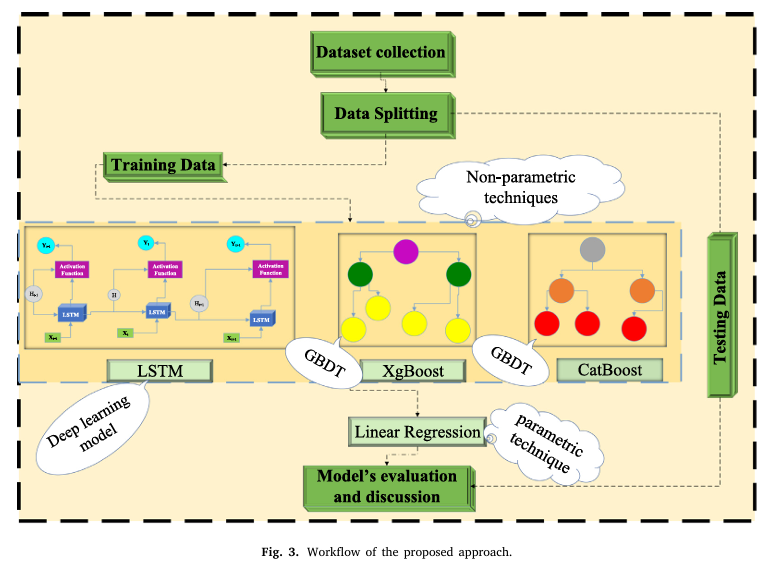 Dataset collection
Data Splitting
Training Data
Non-parametric
techniques
Testing Data
Activation
Function
LSTM
Activation
Function
H
LSTM
Activation
Function
LSTM
LSTM
GBDT
XgBoost
GBDT
CatBoost
Deep learning
model
Linear Regression
parametric
technique
Model's evaluation
and discussion
Fig. 3. Workflow of the proposed approach.